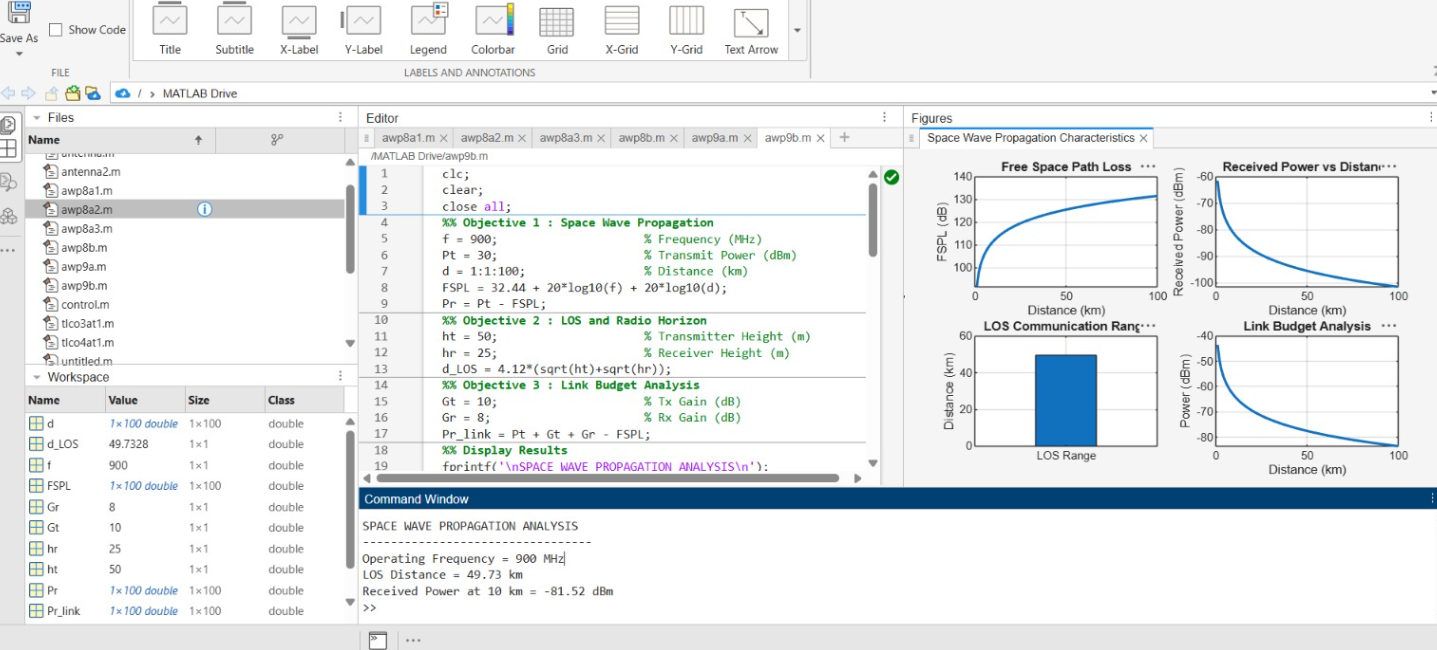 Save As
Show Code
Title
Subtitle
X-Label
Y-Label
Legend
Colorbar
Grid
X-Grid
Y-Grid
Text Arrow
FILE
LABELS AND ANNOTATIONS
/ > MATLAB Drive
Files
Name
antenna2.m
awp8a1.m
awp8a2.m
awp8a3.m
awp8b.m
awp9a.m
awp9b.m
control.m
tlco3at1.m
tlco4at1.m
untitled.m
Workspace
Name Value Size Class
d 1×100 double 1×100 double
d_LOS 49.7328 1×1 double
f 900 1×1 double
FSPL 1×100 double 1×100 double
Gr 8 1×1 double
Gt 10 1×1 double
hr 25 1×1 double
ht 50 1×1 double
Pr 1×100 double 1×100 double
Pr_link 1×100 double 1×100 double
Editor
awp8a1.m × awp8a2.m × awp8a3.m × awp8b.m × awp9a.m × awp9b.m × +
/MATLAB Drive/awp9b.m
1 clc;
2 clear;
3 close all;
4 %% Objective 1 : Space Wave Propagation
5 f = 900; % Frequency (MHz)
6 Pt = 30; % Transmit Power (dBm)
7 d = 1:1:100; % Distance (km)
8 FSPL = 32.44 + 20*log10(f) + 20*log10(d);
9 Pr = Pt - FSPL;
10 %% Objective 2 : LOS and Radio Horizon
11 ht = 50; % Transmitter Height (m)
12 hr = 25; % Receiver Height (m)
13 d_LOS = 4.12*(sqrt(ht)+sqrt(hr));
14 %% Objective 3 : Link Budget Analysis
15 Gt = 10; % Tx Gain (dB)
16 Gr = 8; % Rx Gain (dB)
17 Pr_link = Pt + Gt + Gr - FSPL;
18 %% Display Results
19 fprintf('\nSPACE WAVE PROPAGATION ANALYSIS\n');
Command Window
SPACE WAVE PROPAGATION ANALYSIS
---------------------------------
Operating Frequency = 900 MHz
LOS Distance = 49.73 km
Received Power at 10 km = -81.52 dBm
>>
Figures
Space Wave Propagation Characteristics ×
Free Space Path Loss
FSPL (dB)
140
130
120
110
100
0 50 100
Distance (km)
Received Power vs Distan
Received Power (dBm)
-60
-70
-80
-90
-100
0 50 100
Distance (km)
LOS Communication Rang
Distance (km)
60
40
20
0
LOS Range
Link Budget Analysis
Power (dBm)
-40
-50
-60
-70
-80
0 50 100
Distance (km)